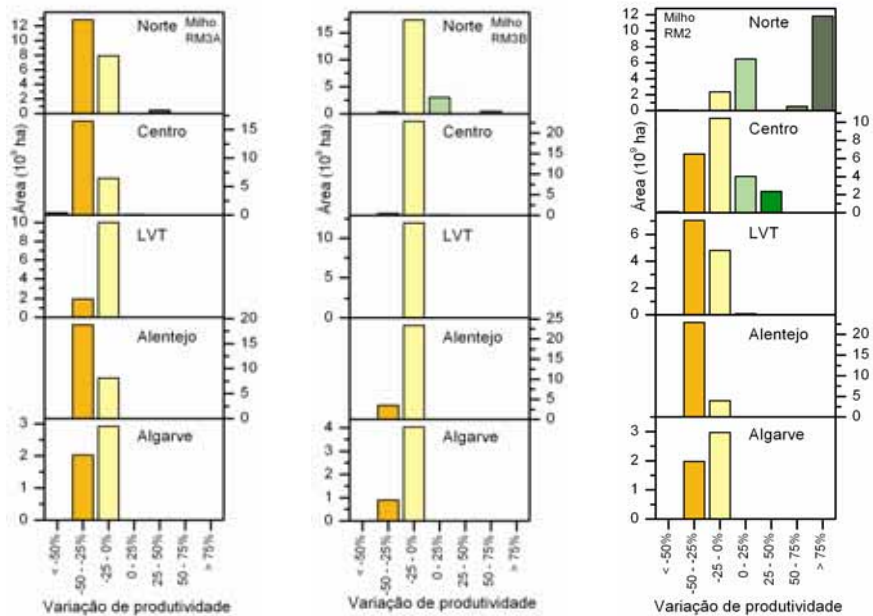 Norte Milho RM3A
12
10
8
6
4
2
0
Centro
15
10
5
0
Área (10⁹ ha)
LVT
10
8
6
4
2
0
Alentejo
20
15
10
5
0
Algarve
3
2
1
0
< -50%
-50 - -25%
-25 - 0%
0 - 25%
25 - 50%
50 - 75%
> 75%
Variação de produtividade
Norte Milho RM3B
15
10
5
0
Centro
20
15
10
5
0
Área (10⁹ ha)
LVT
10
5
0
Alentejo
25
20
15
10
5
0
Algarve
4
3
2
1
0
< -50%
-50 - -25%
-25 - 0%
0 - 25%
25 - 50%
50 - 75%
> 75%
Variação de produtividade
Milho RM2 Norte
12
10
8
6
4
2
0
Centro
10
8
6
4
2
0
Área (10⁹ ha)
LVT
6
4
2
0
Alentejo
20
15
10
5
0
Algarve
3
2
1
0
< -50%
-50 - -25%
-25 - 0%
0 - 25%
25 - 50%
50 - 75%
> 75%
Variação de produtividade